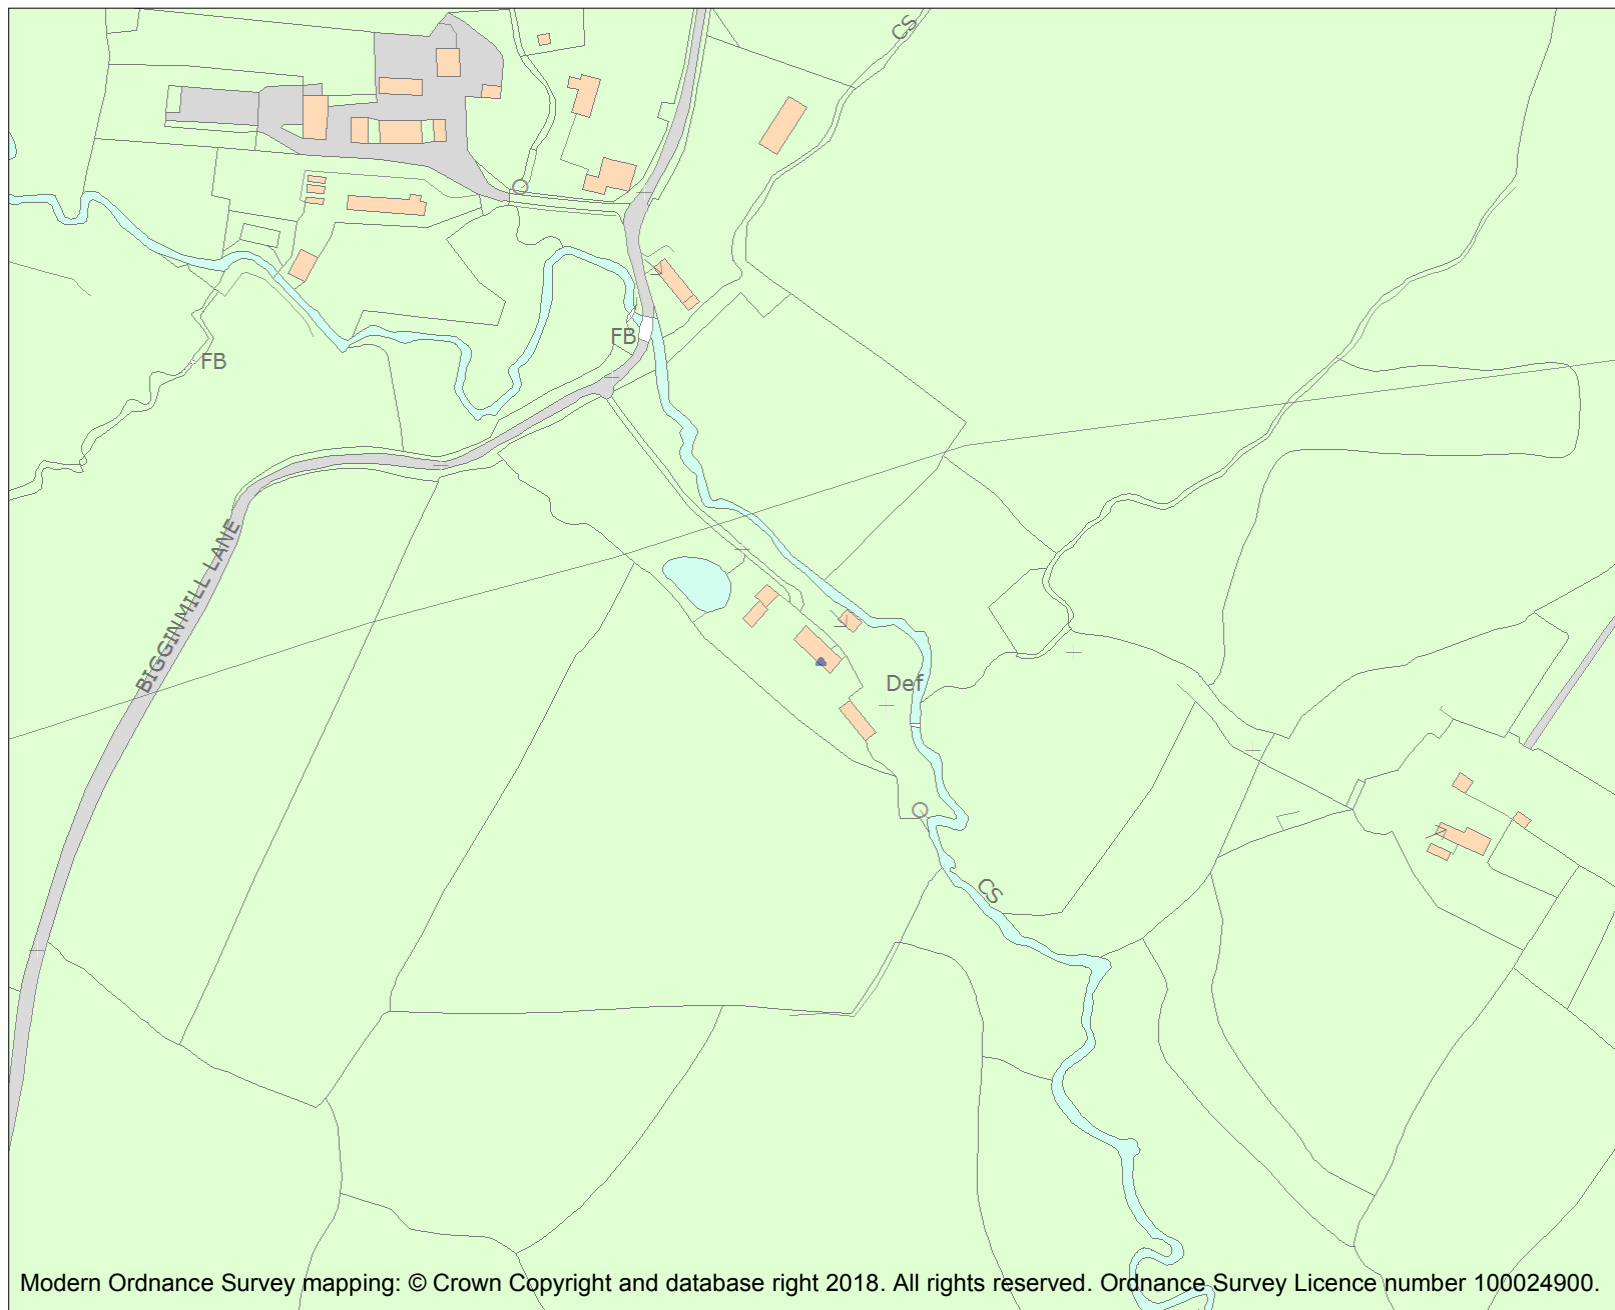 CS
FB
FB
BIGGINMILL LANE
Def
CS
Modern Ordnance Survey mapping: © Crown Copyright and database right 2018. All rights reserved. Ordnance Survey Licence number 100024900.